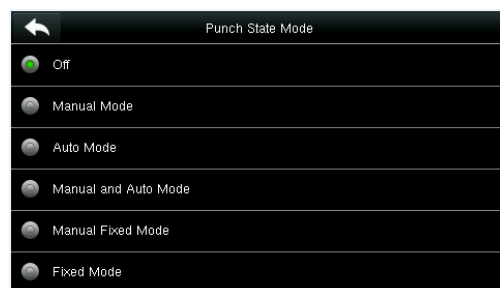 Punch State Mode
Off
Manual Mode
Auto Mode
Manual and Auto Mode
Manual Fixed Mode
Fixed Mode